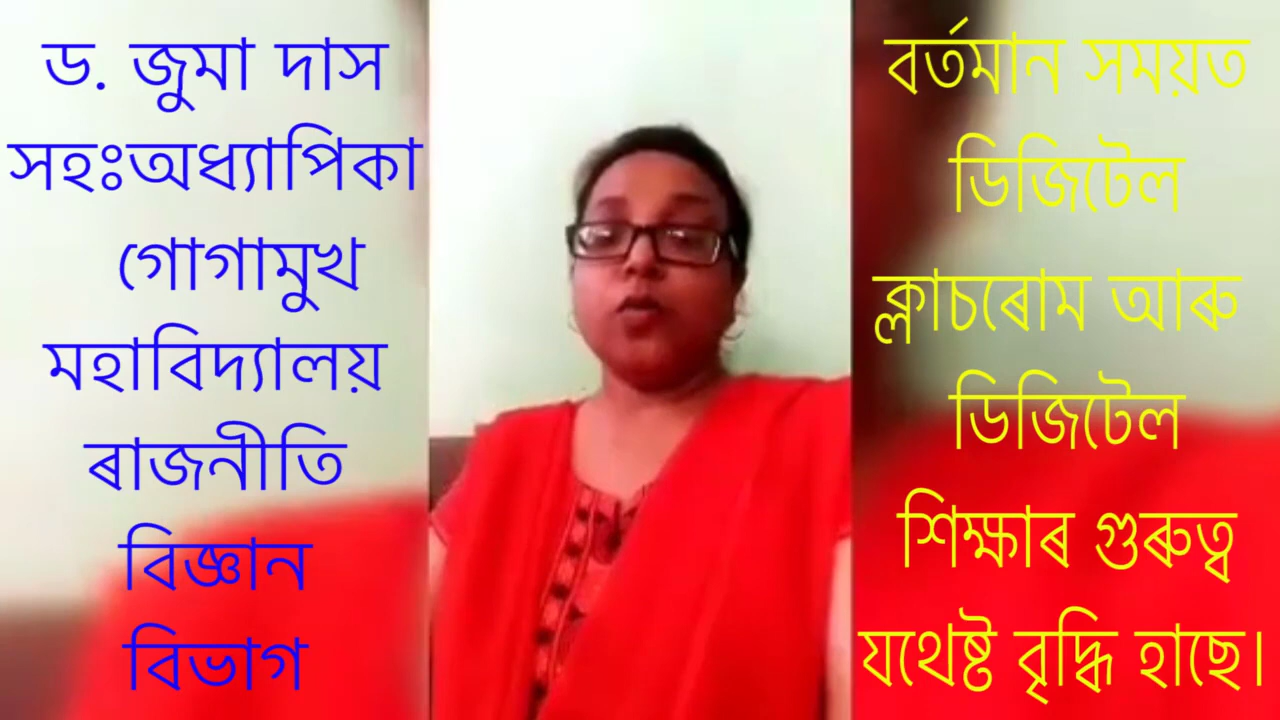 ড. জুমা দাস
সহঃঅধ্যাপিকা
গোগামুখ
মহাবিদ্যালয়
ৰাজনীতি
বিজ্ঞান
বিভাগ
বৰ্তমান সময়ত
ডিজিটেল
ক্লাচৰোম আৰু
ডিজিটেল
শিক্ষাৰ গুৰুত্ব
যথেষ্ট বৃদ্ধি হাছে।